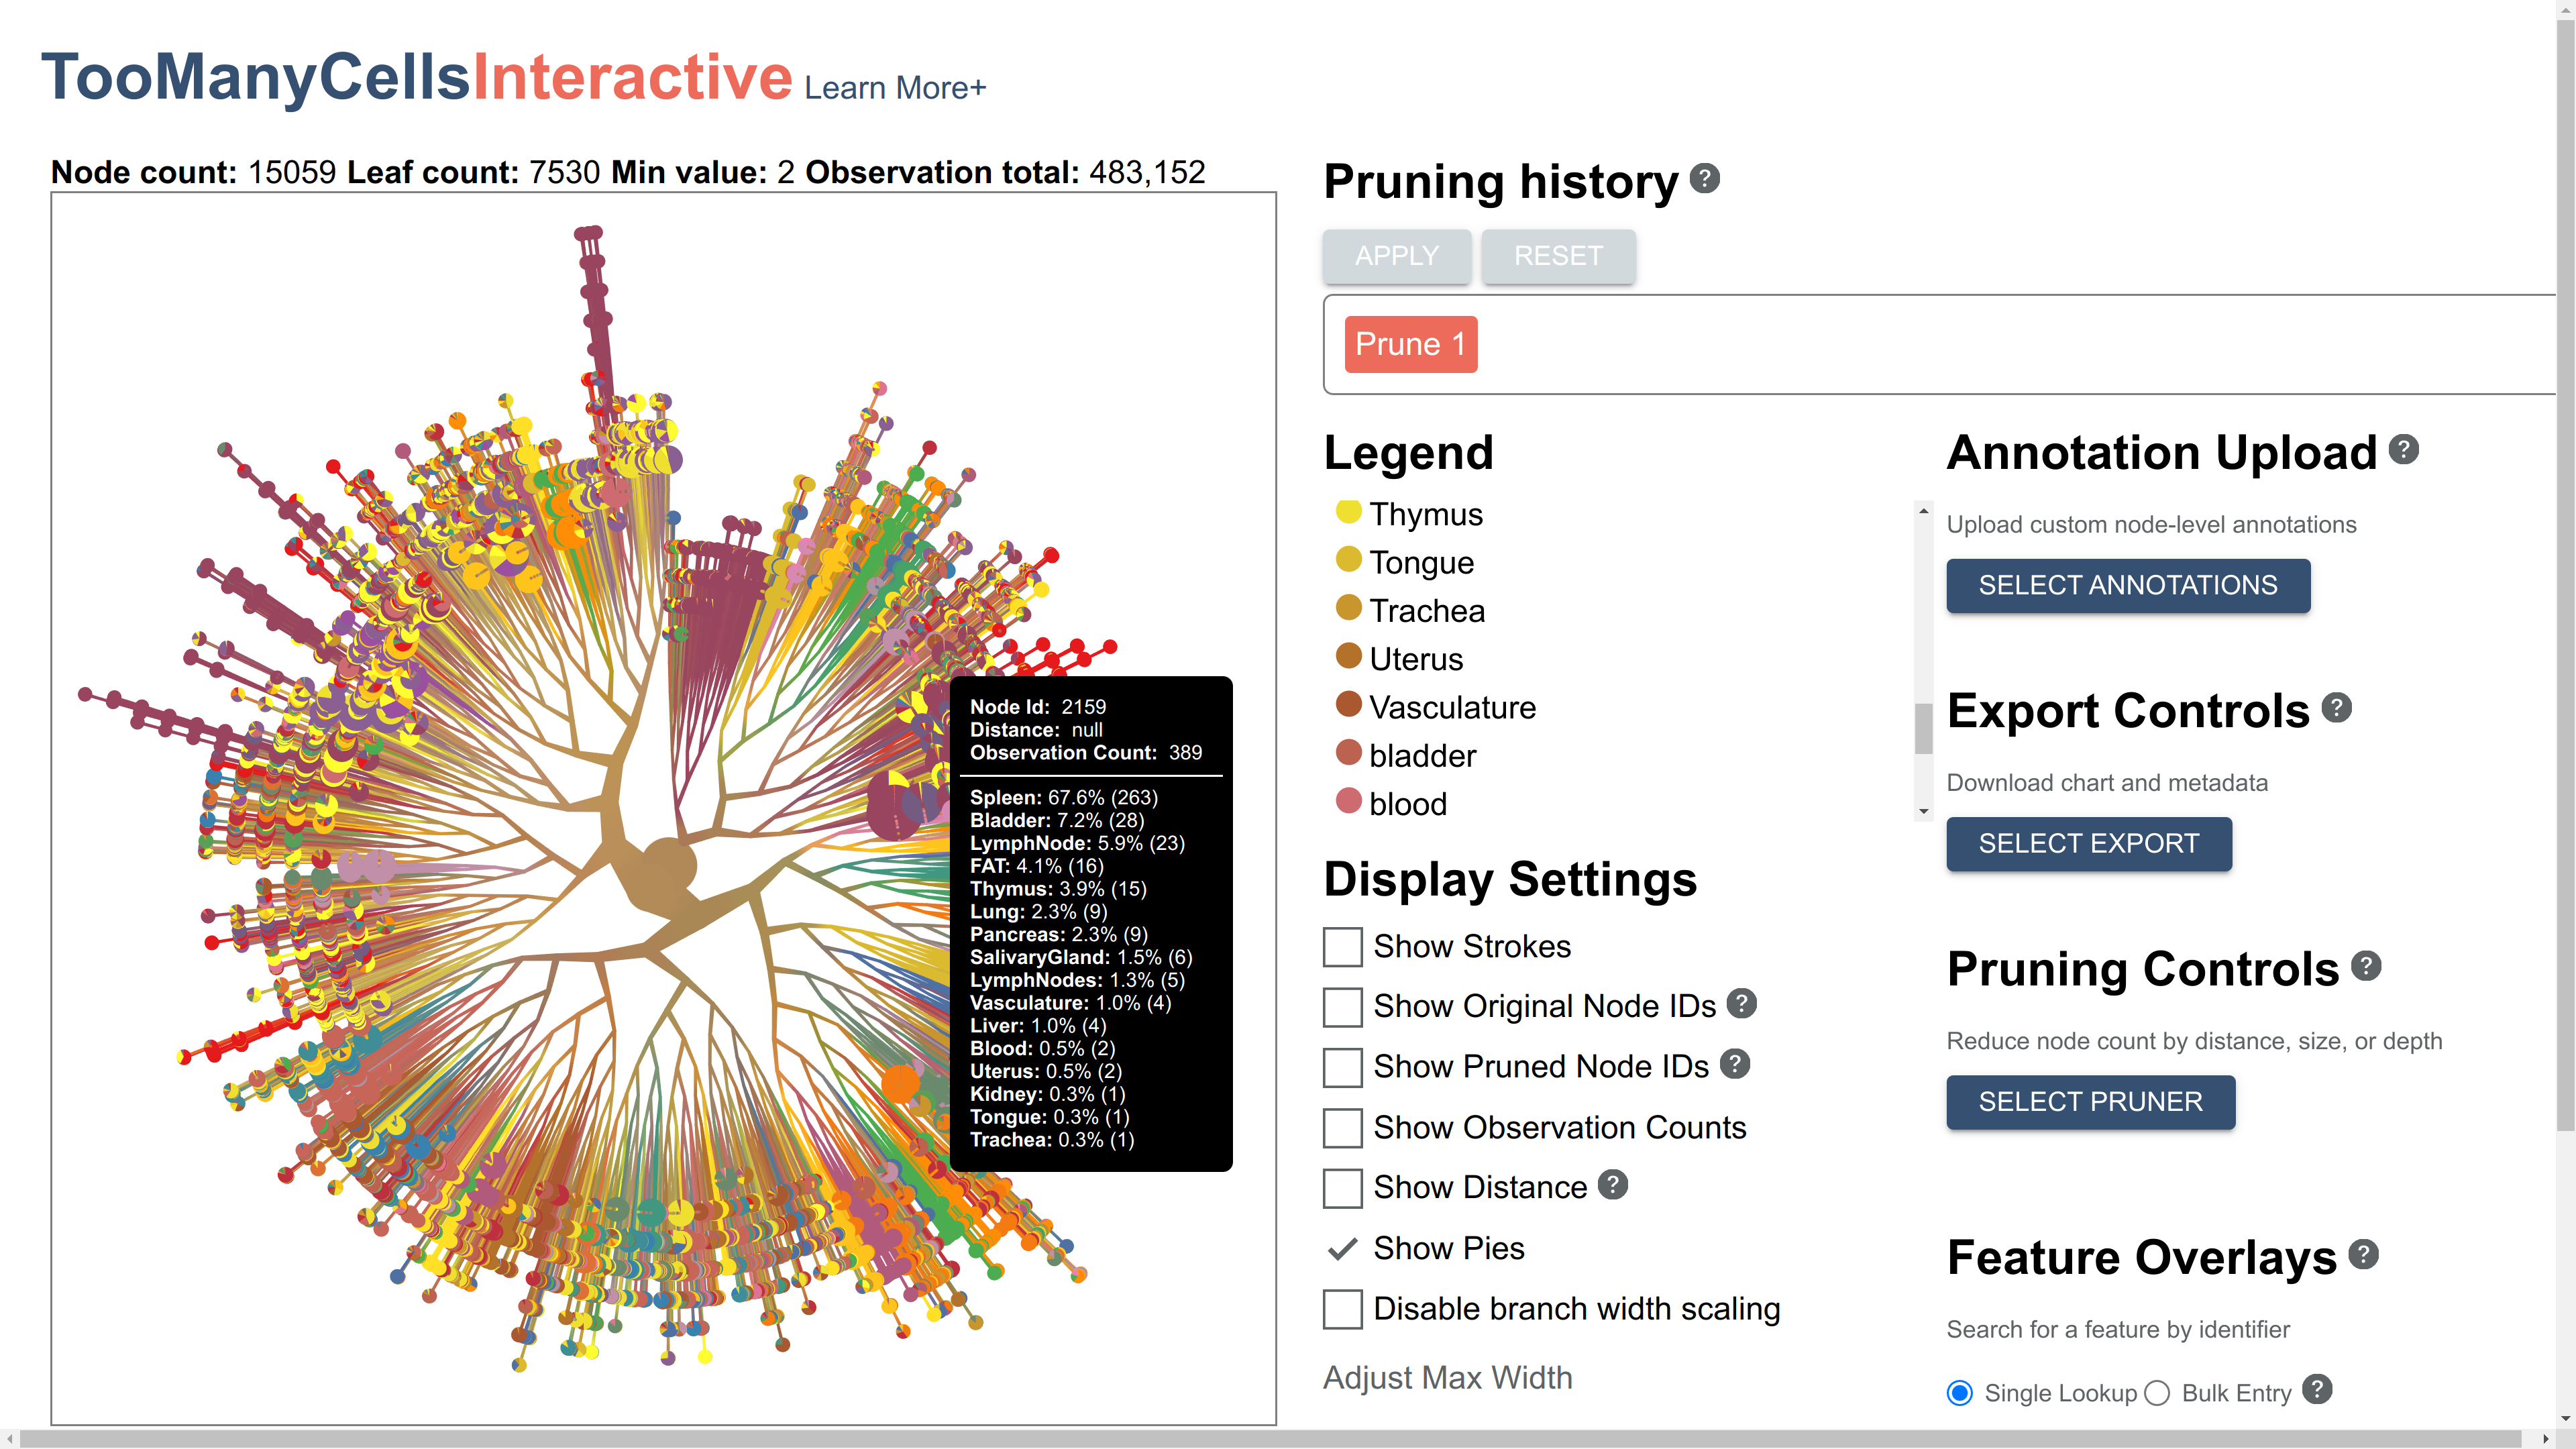 TooManyCellsInteractive Learn More+
Node count: 15059 Leaf count: 7530 Min value: 2 Observation total: 483,152
Node Id: 2159
Distance: null
Observation Count: 389
Spleen: 67.6% (263)
Bladder: 7.2% (28)
LymphNode: 5.9% (23)
FAT: 4.1% (16)
Thymus: 3.9% (15)
Lung: 2.3% (9)
Pancreas: 2.3% (9)
SalivaryGland: 1.5% (6)
LymphNodes: 1.3% (5)
Vasculature: 1.0% (4)
Liver: 1.0% (4)
Blood: 0.5% (2)
Uterus: 0.5% (2)
Kidney: 0.3% (1)
Tongue: 0.3% (1)
Trachea: 0.3% (1)
Pruning history ?
APPLY RESET
Prune 1
Legend
Thymus
Tongue
Trachea
Uterus
Vasculature
bladder
blood
Display Settings
Show Strokes
Show Original Node IDs ?
Show Pruned Node IDs ?
Show Observation Counts
Show Distance ?
Show Pies
Disable branch width scaling
Adjust Max Width
Annotation Upload ?
Upload custom node-level annotations
SELECT ANNOTATIONS
Export Controls ?
Download chart and metadata
SELECT EXPORT
Pruning Controls ?
Reduce node count by distance, size, or depth
SELECT PRUNER
Feature Overlays ?
Search for a feature by identifier
Single Lookup Bulk Entry ?